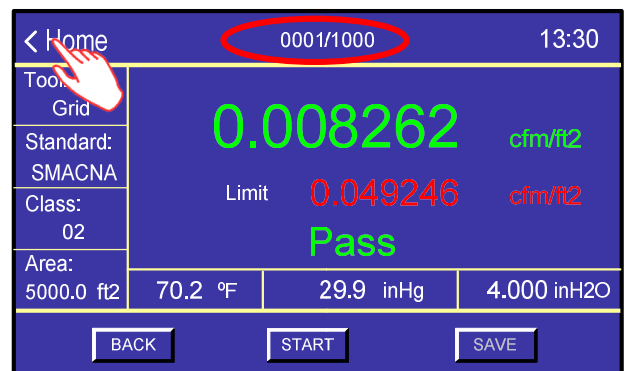 < Home 0001/1000 13:30
Tool:
Grid
Standard:
SMACNA
Class:
02
Area:
5000.0 ft2
0.008262 cfm/ft2
Limit 0.049246 cfm/ft2
Pass
70.2 ºF 29.9 inHg 4.000 inH2O
BACK START SAVE